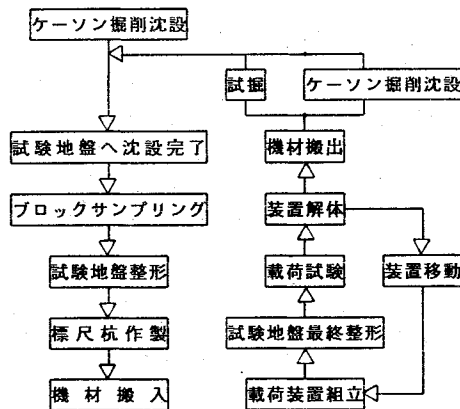 ケーソン掘削沈設
試掘
ケーソン掘削沈設
試験地盤へ沈設完了
機材搬出
ブロックサンプリング
装置解体
試験地盤整形
載荷試験
装置移動
標尺杭作製
試験地盤最終整形
機材搬入
載荷装置組立